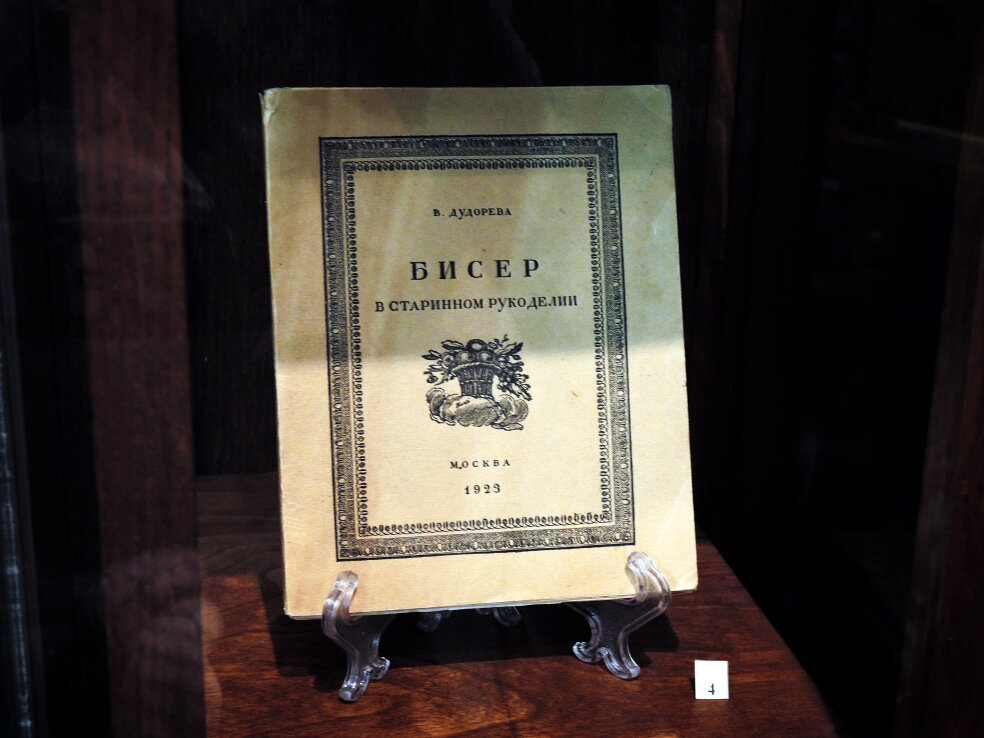 В. ДУДОРЕВА
БИСЕР
В СТАРИННОМ РУКОДЕЛИИ
МОСКВА
1923
4